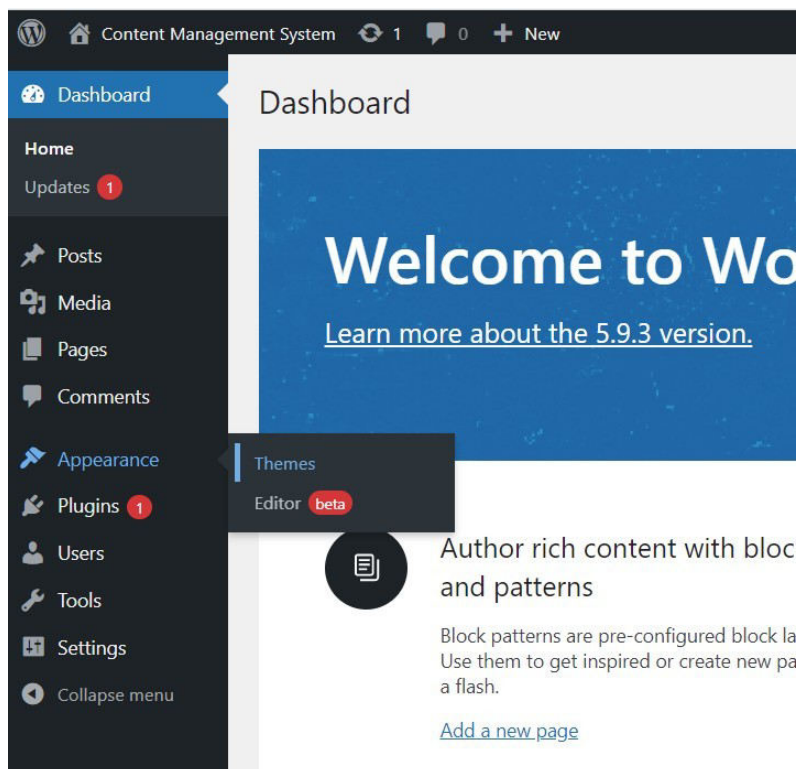 Content Management System 1 0 New
Dashboard
Home
Updates 1
Posts
Media
Pages
Comments
Appearance
Plugins 1
Users
Tools
Settings
Collapse menu
Themes
Editor beta
Dashboard
Welcome to Wo
Learn more about the 5.9.3 version.
Author rich content with bloc
and patterns
Block patterns are pre-configured block la
Use them to get inspired or create new pa
a flash.
Add a new page